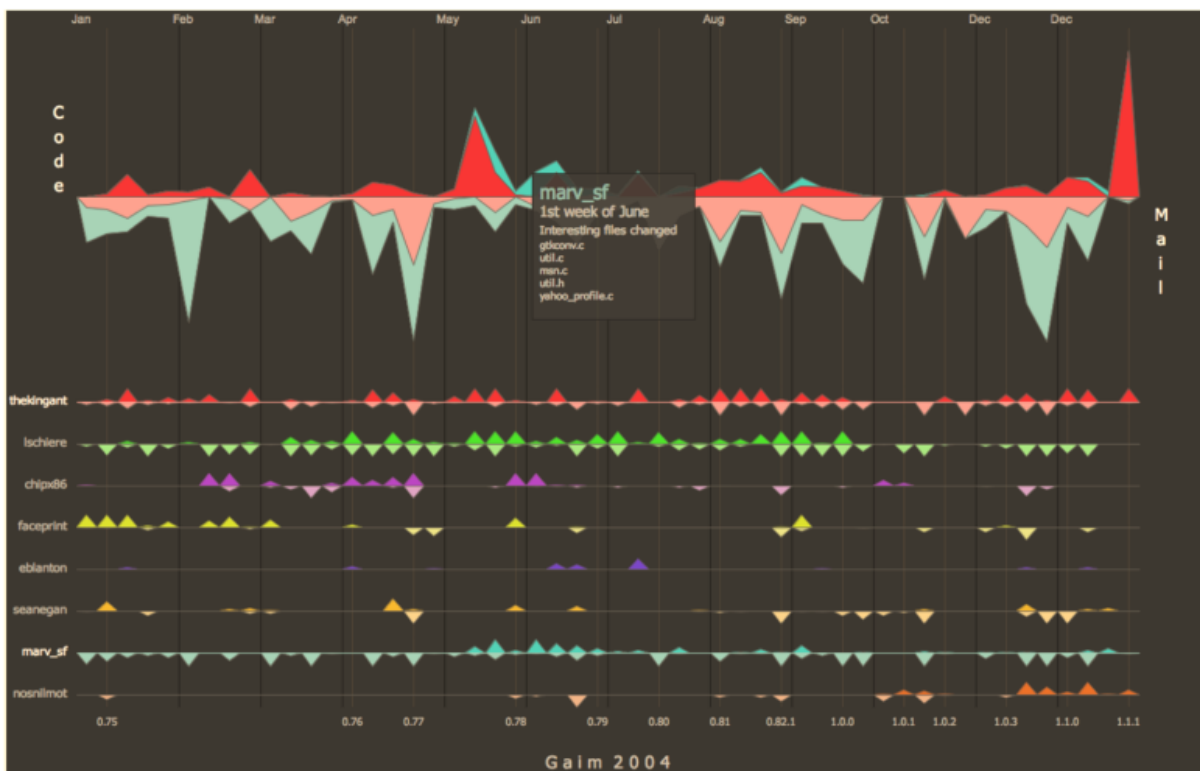 Jan Feb Mar Apr May Jun Jul Aug Sep Oct Dec Dec
Code
Mail
marv_sf
1st week of June
Interesting files changed
gtkconv.c
util.c
msn.c
util.h
yahoo_profile.c
thekingant
lschiere
chipx86
faceprint
eblanton
seanegan
marv_sf
nosnilmot
0.75 0.76 0.77 0.78 0.79 0.80 0.81 0.82.1 1.0.0 1.0.1 1.0.2 1.0.3 1.1.0 1.1.1
Gaim 2004